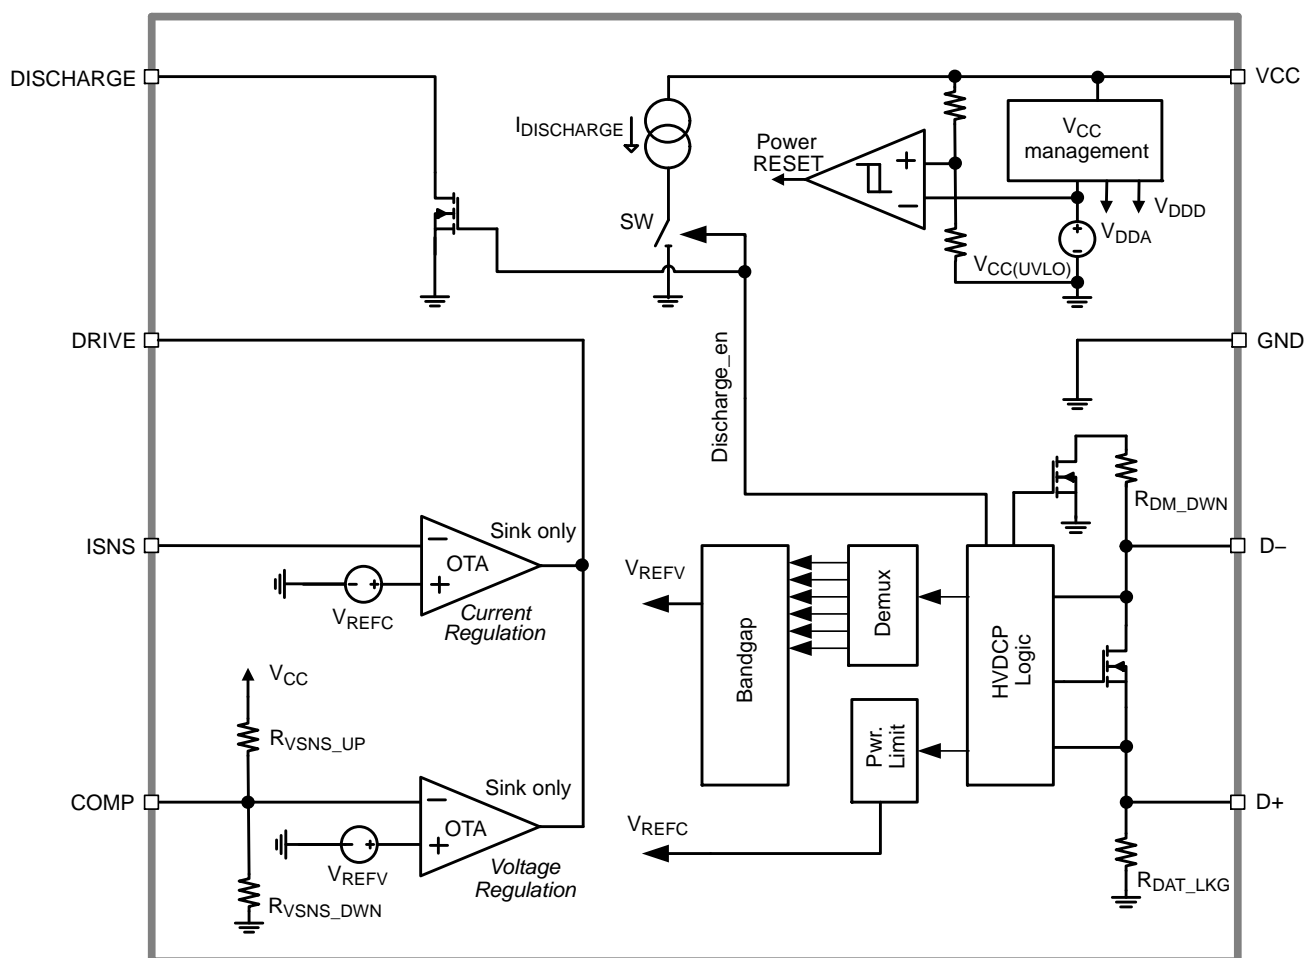 DISCHARGE
VCC
IDISCHARGE
Power
RESET
VCC
management
+
−
SW
VDDD
VDDA
+
-
VCC(UVLO)
DRIVE
GND
Discharge_en
RDM_DWN
ISNS
Sink only
−
OTA
+
D−
- +
VREFC
Current
Regulation
VREFV
Bandgap
Demux
HVDCP
Logic
VCC
RVSNS_UP
Pwr.
Limit
COMP
Sink only
−
OTA
+
D+
- +
VREFV
VREFC
Voltage
Regulation
RVSNS_DWN
RDAT_LKG